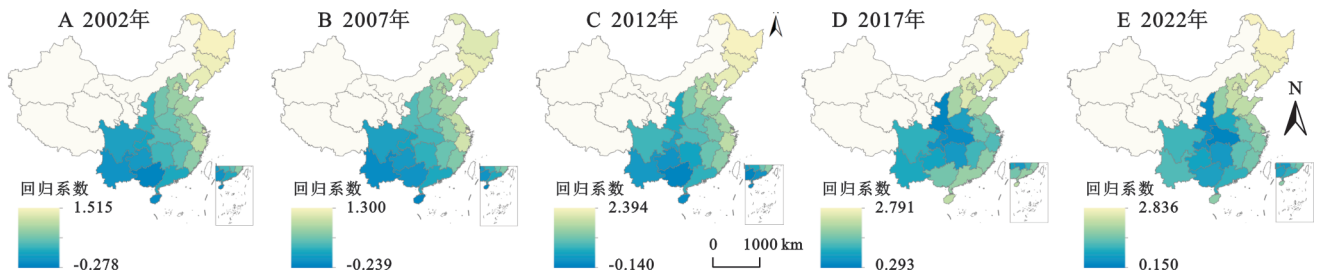 A 2002年
B 2007年
C 2012年
D 2017年
E 2022年
N
回归系数
1.515
-0.278
回归系数
1.300
-0.239
回归系数
2.394
-0.140
0 1000 km
回归系数
2.791
0.293
回归系数
2.836
0.150